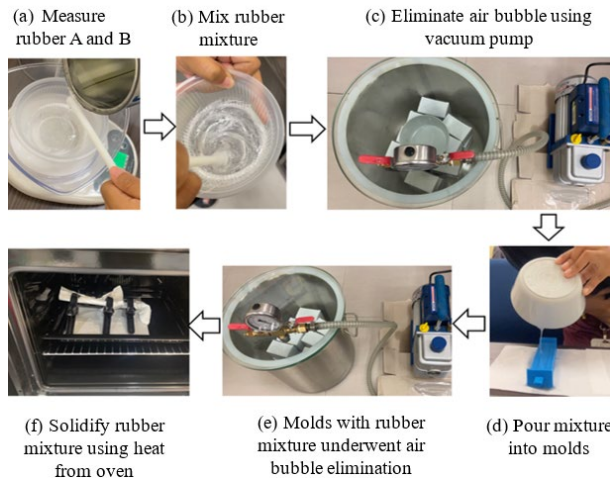 (a) Measure
rubber A and B
(b) Mix rubber
mixture
(c) Eliminate air bubble using
vacuum pump
(d) Pour mixture
into molds
(e) Molds with rubber
mixture underwent air
bubble elimination
(f) Solidify rubber
mixture using heat
from oven